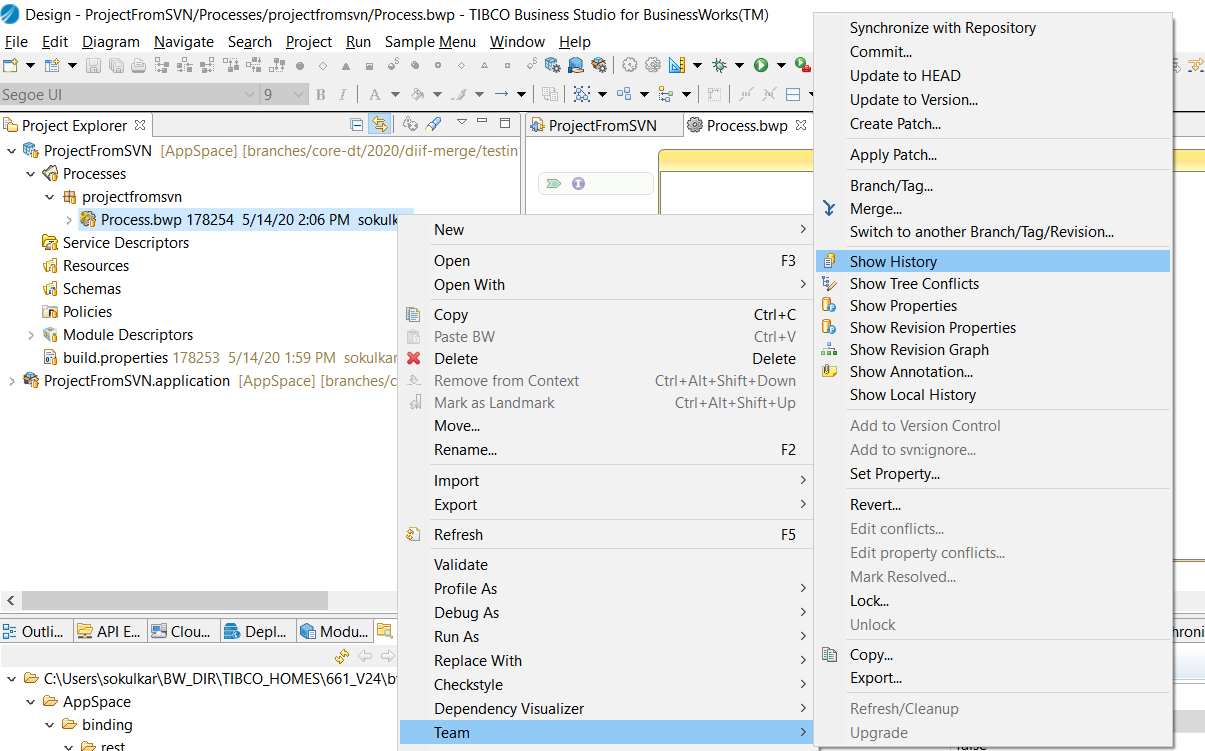 Design - ProjectFromSVN/Processes/projectfromsvn/Process.bwp - TIBCO Business Studio for BusinessWorks(TM)
File Edit Diagram Navigate Search Project Run Sample Menu Window Help
Segoe UI 9 B I A
Project Explorer
ProjectFromSVN [AppSpace] [branches/core-dt/2020/diif-merge/testin
Processes
projectfromsvn
Process.bwp 178254 5/14/20 2:06 PM sokulk
Service Descriptors
Resources
Schemas
Policies
Module Descriptors
build.properties 178253 5/14/20 1:59 PM sokulkar
ProjectFromSVN.application [AppSpace] [branches/c
ProjectFromSVN
Process.bwp
New
Open F3
Open With
Copy Ctrl+C
Paste BW Ctrl+V
Delete Delete
Remove from Context Ctrl+Alt+Shift+Down
Mark as Landmark Ctrl+Alt+Shift+Up
Move...
Rename... F2
Import
Export
Refresh F5
Validate
Profile As
Debug As
Run As
Replace With
Checkstyle
Dependency Visualizer
Team
Synchronize with Repository
Commit...
Update to HEAD
Update to Version...
Create Patch...
Apply Patch...
Branch/Tag...
Merge...
Switch to another Branch/Tag/Revision...
Show History
Show Tree Conflicts
Show Properties
Show Revision Properties
Show Revision Graph
Show Annotation...
Show Local History
Add to Version Control
Add to svn:ignore...
Set Property...
Revert...
Edit conflicts...
Edit property conflicts...
Mark Resolved...
Lock...
Unlock
Copy...
Export...
Refresh/Cleanup
Upgrade
Outli... API E... Clou... Depl... Modu...
C:\Users\sokulkar\BW_DIR\TIBCO_HOMES\661_V24\b
AppSpace
binding
rest
hroni
false